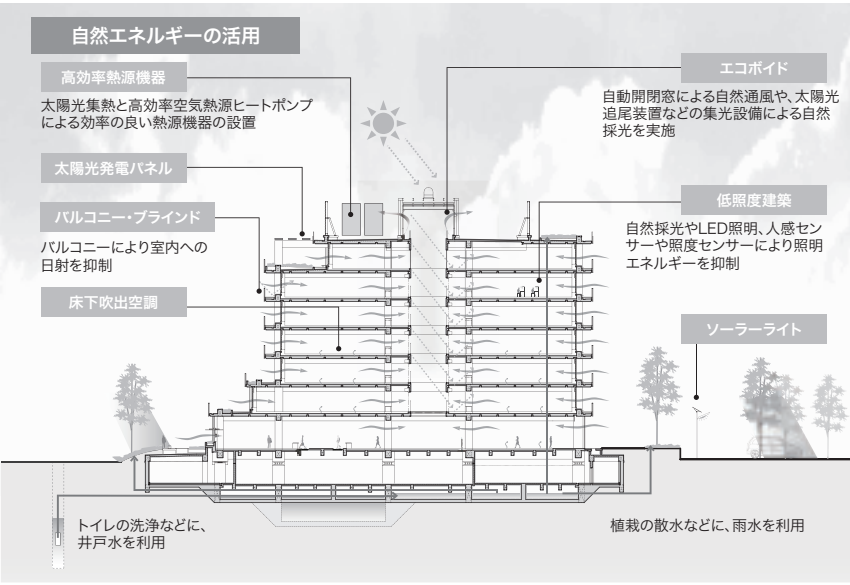 自然エネルギーの活用
高効率熱源機器
太陽光集熱と高効率空気熱源ヒートポンプ
による効率の良い熱源機器の設置
太陽光発電パネル
バルコニー・ブラインド
バルコニーにより室内への
日射を抑制
床下吹出空調
エコボイド
自動開閉窓による自然通風や、太陽光
追尾装置などの集光設備による自然
採光を実施
低照度建築
自然採光やLED照明、人感セン
サーや照度センサーにより照明
エネルギーを抑制
ソーラーライト
トイレの洗浄などに、
井戸水を利用
植栽の散水などに、雨水を利用